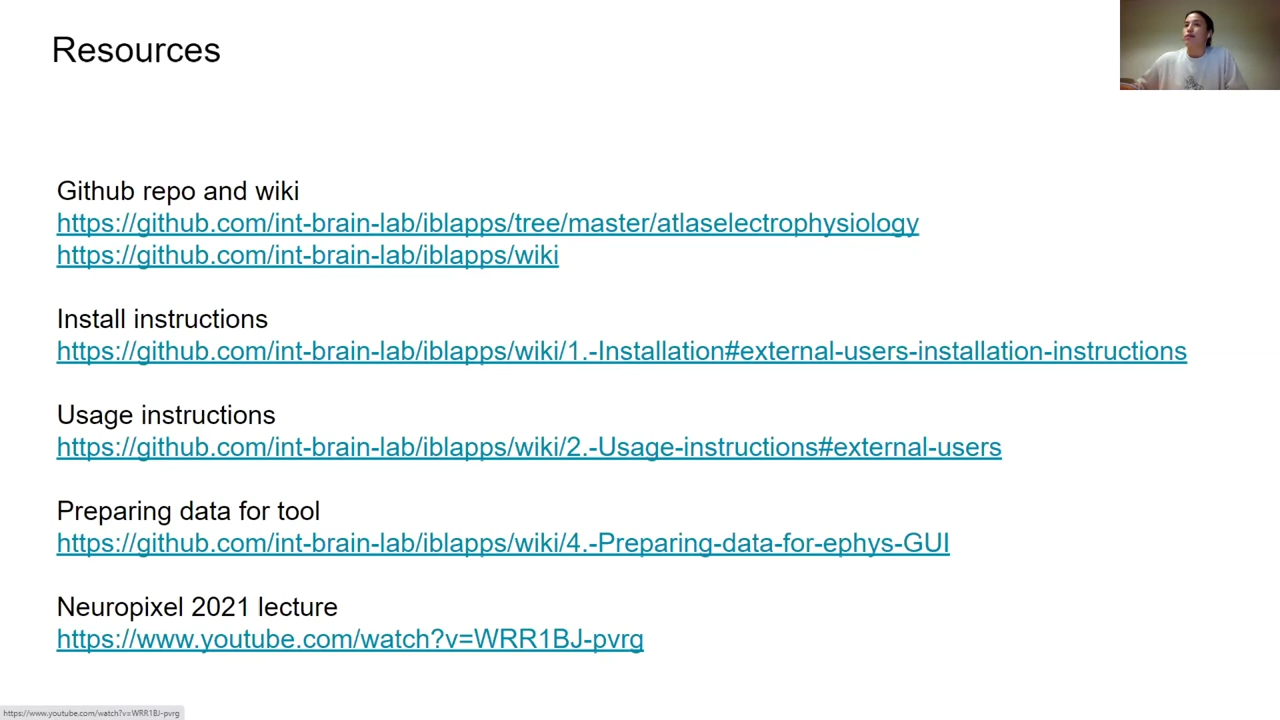 Resources
Github repo and wiki
https://github.com/int-brain-lab/iblapps/tree/master/atlaselectrophysiology
https://github.com/int-brain-lab/iblapps/wiki
Install instructions
https://github.com/int-brain-lab/iblapps/wiki/1.-Installation#external-users-installation-instructions
Usage instructions
https://github.com/int-brain-lab/iblapps/wiki/2.-Usage-instructions#external-users
Preparing data for tool
https://github.com/int-brain-lab/iblapps/wiki/4.-Preparing-data-for-ephys-GUI
Neuropixel 2021 lecture
https://www.youtube.com/watch?v=WRR1BJ-pvrg
https://www.youtube.com/watch?v=WRR1BJ-pvrg